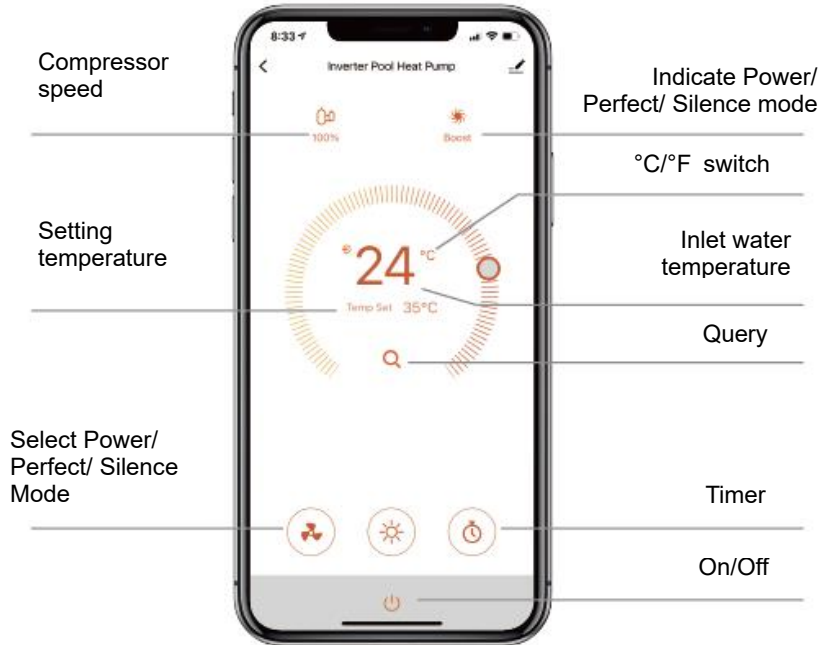 8:33
Inverter Pool Heat Pump
Compressor
speed
Indicate Power/
Perfect/ Silence mode
100%
Boost
°C/°F switch
Setting
temperature
24 °C
Inlet water
temperature
Temp Set 35°C
Query
Select Power/
Perfect/ Silence
Mode
Timer
On/Off